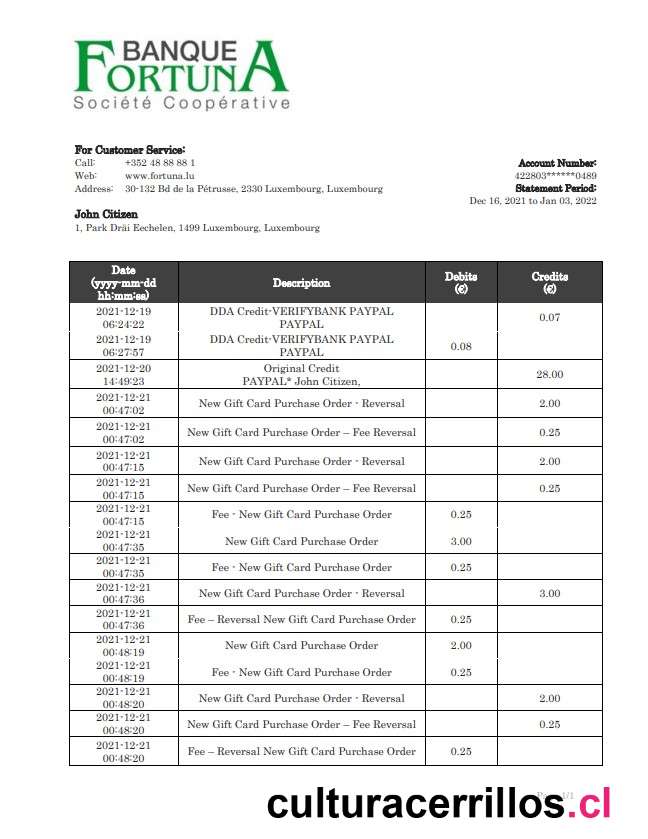 BANQUE
FORTUNA
Société Coopérative
For Customer Service:
Call: +352 48 88 88 1
Web: www.fortuna.lu
Address: 30-132 Bd de la Pétrusse, 2330 Luxembourg, Luxembourg
Account Number:
422803******0489
Statement Period:
Dec 16, 2021 to Jan 03, 2022
John Citizen
1, Park Dräi Eechelen, 1499 Luxembourg, Luxembourg
Date (yyyy-mm-dd hh:mm:ss) Description Debits (€) Credits (€)
2021-12-19 06:24:22 DDA Credit-VERIFYBANK PAYPAL PAYPAL 0.07
2021-12-19 06:27:57 DDA Credit-VERIFYBANK PAYPAL PAYPAL 0.08
2021-12-20 14:49:23 Original Credit PAYPAL* John Citizen, 28.00
2021-12-21 00:47:02 New Gift Card Purchase Order - Reversal 2.00
2021-12-21 00:47:02 New Gift Card Purchase Order – Fee Reversal 0.25
2021-12-21 00:47:15 New Gift Card Purchase Order - Reversal 2.00
2021-12-21 00:47:15 New Gift Card Purchase Order – Fee Reversal 0.25
2021-12-21 00:47:15 Fee - New Gift Card Purchase Order 0.25
2021-12-21 00:47:35 New Gift Card Purchase Order 3.00
2021-12-21 00:47:35 Fee - New Gift Card Purchase Order 0.25
2021-12-21 00:47:36 New Gift Card Purchase Order - Reversal 3.00
2021-12-21 00:47:36 Fee – Reversal New Gift Card Purchase Order 0.25
2021-12-21 00:48:19 New Gift Card Purchase Order 2.00
2021-12-21 00:48:19 Fee - New Gift Card Purchase Order 0.25
2021-12-21 00:48:20 New Gift Card Purchase Order - Reversal 2.00
2021-12-21 00:48:20 New Gift Card Purchase Order – Fee Reversal 0.25
2021-12-21 00:48:20 Fee – Reversal New Gift Card Purchase Order 0.25
culturacerrillos.cl